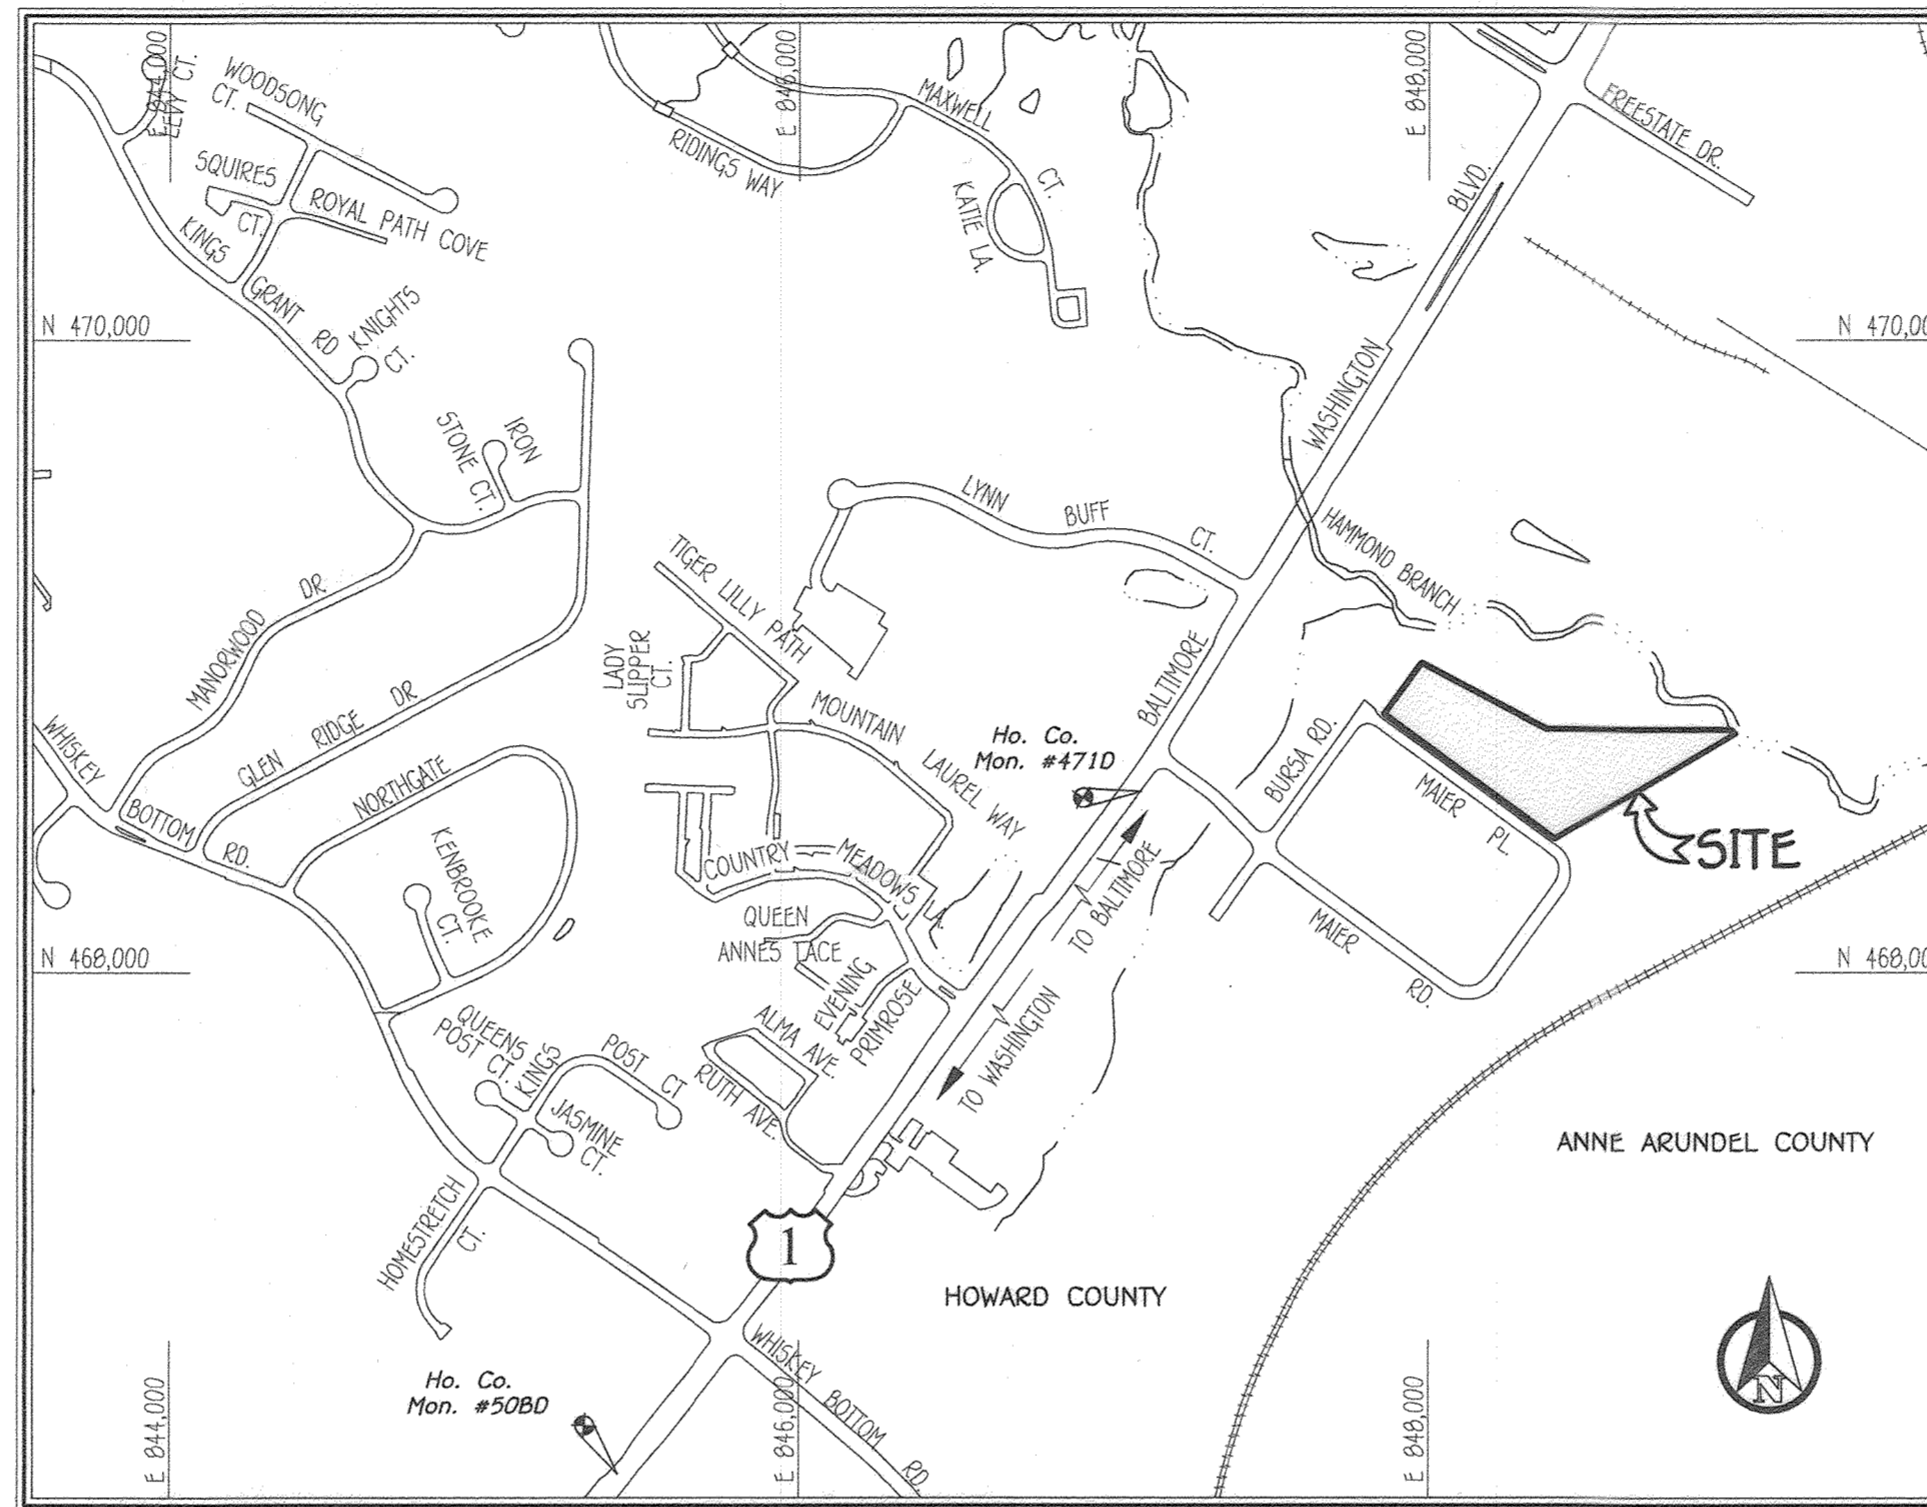 E 844,000
E 846,000
E 848,000
LEVY CT.
WOODSONG
CT.
SQUIRES
CT.
ROYAL PATH COVE
KINGS
GRANT RD
KNIGHTS
CT.
MAXWELL
CT.
RIDINGS WAY
KATIE LA.
FREESTATE DR.
BLVD.
WASHINGTON
BALTIMORE
N 470,000
N 470,00
STONE CT.
IRON
LYNN BUFF CT.
HAMMOND BRANCH
TIGER LILLY PATH
LADY
SLIPPER
CT.
MANORWOOD DR
GLEN RIDGE DR
NORTHGATE
WHISKEY
BOTTOM
RD.
KENBROOKE
CT.
MOUNTAIN
LAUREL WAY
Ho. Co.
Mon. #471D
BURSA RD.
MAIER PL.
SITE
MAIER
RD.
COUNTRY MEADOWS LA.
QUEEN
ANNES LACE
EVENING
PRIMROSE
TO BALTIMORE
TO WASHINGTON
N 468,000
N 468,00
ALMA AVE.
RUTH AVE.
QUEENS
POST CT.
KINGS POST CT
JASMINE
CT.
HOMESTRETCH
CT.
ANNE ARUNDEL COUNTY
1
HOWARD COUNTY
WHISKEY BOTTOM RD.
Ho. Co.
Mon. #50BD
E 844,000
E 846,000
E 848,000
N